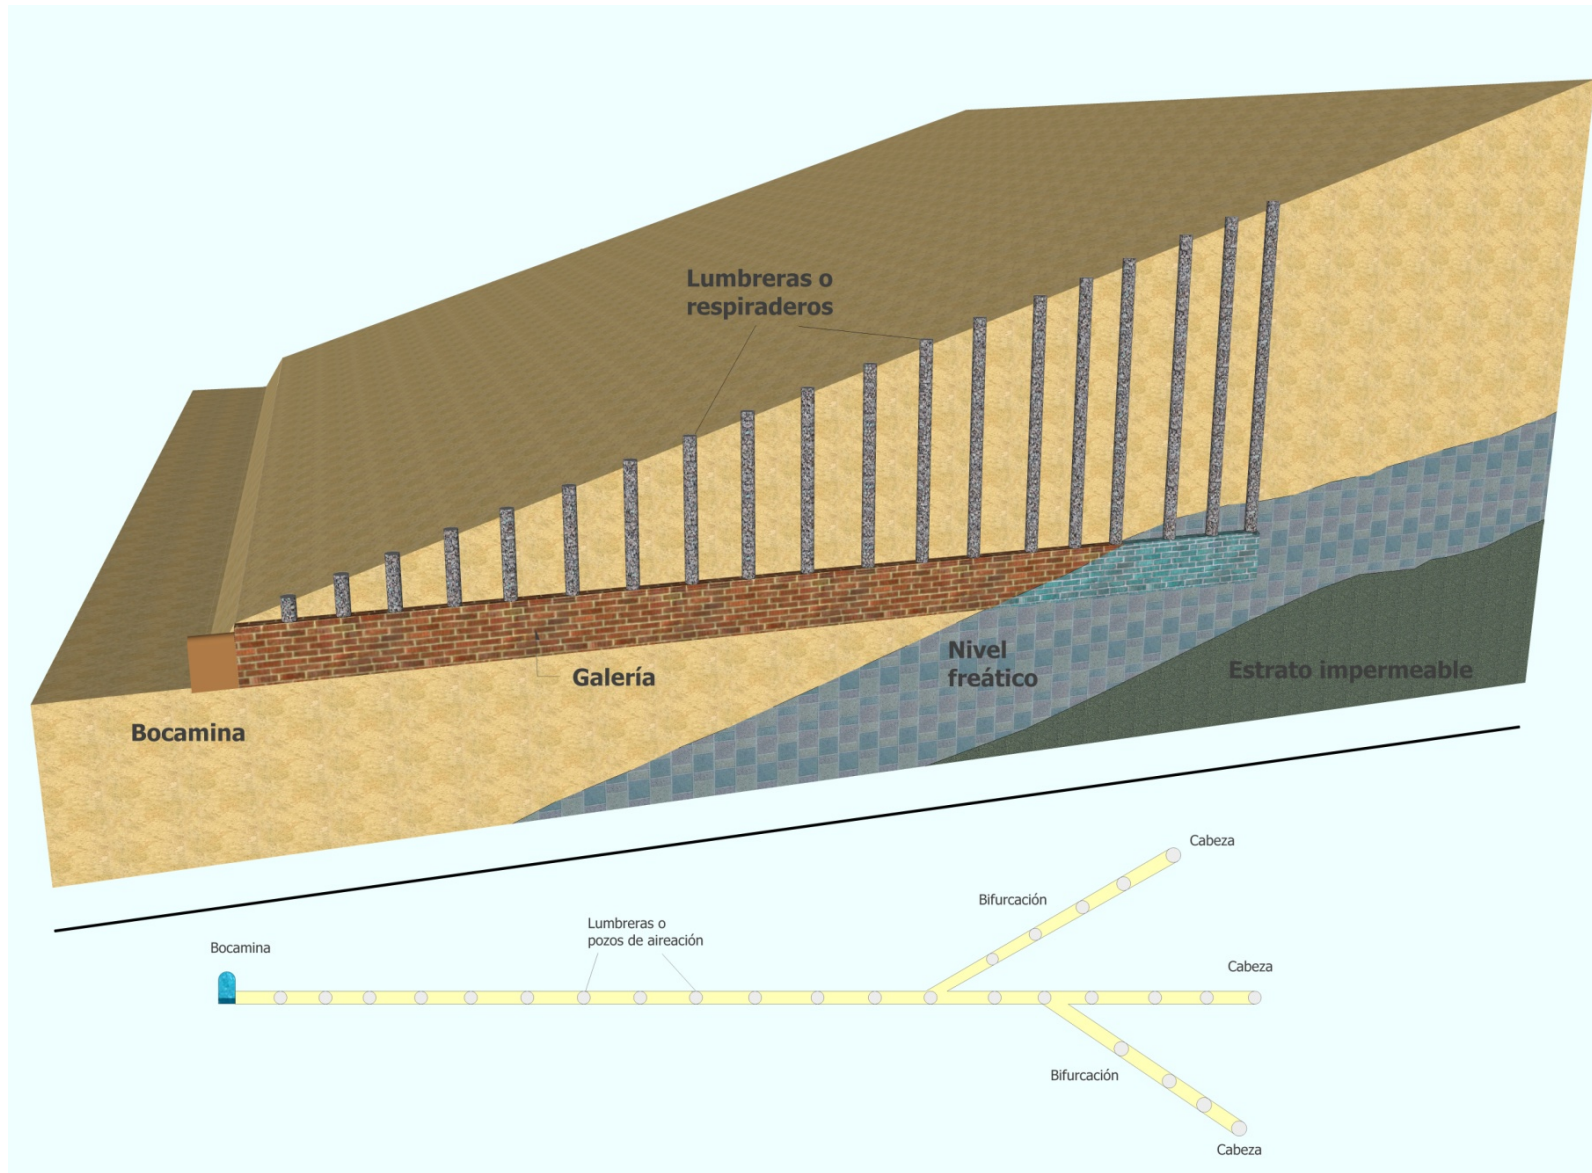 Lumbreras o
respiraderos
Galería
Nivel
freático
Estrato impermeable
Bocamina
Cabeza
Bifurcación
Lumbreras o
pozos de aireación
Bocamina
Cabeza
Bifurcación
Cabeza